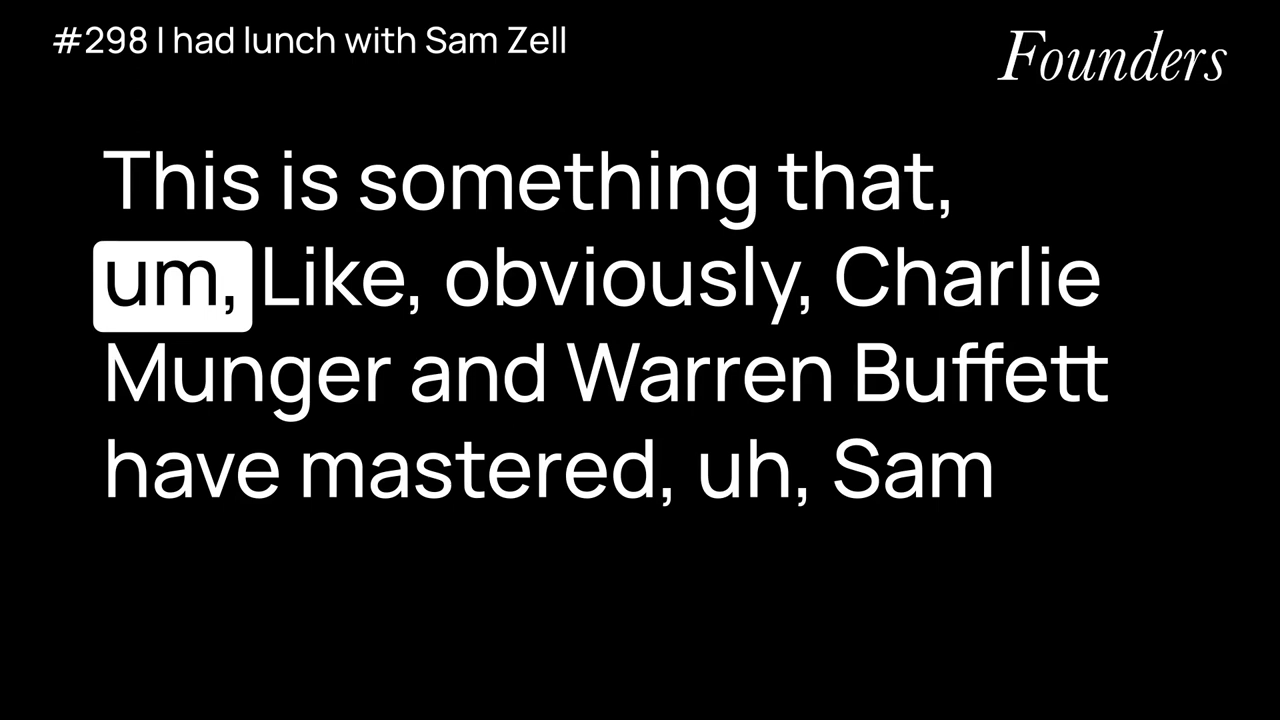 #298 I had lunch with Sam Zell
Founders
This is something that,
um, Like, obviously, Charlie
Munger and Warren Buffett
have mastered, uh, Sam